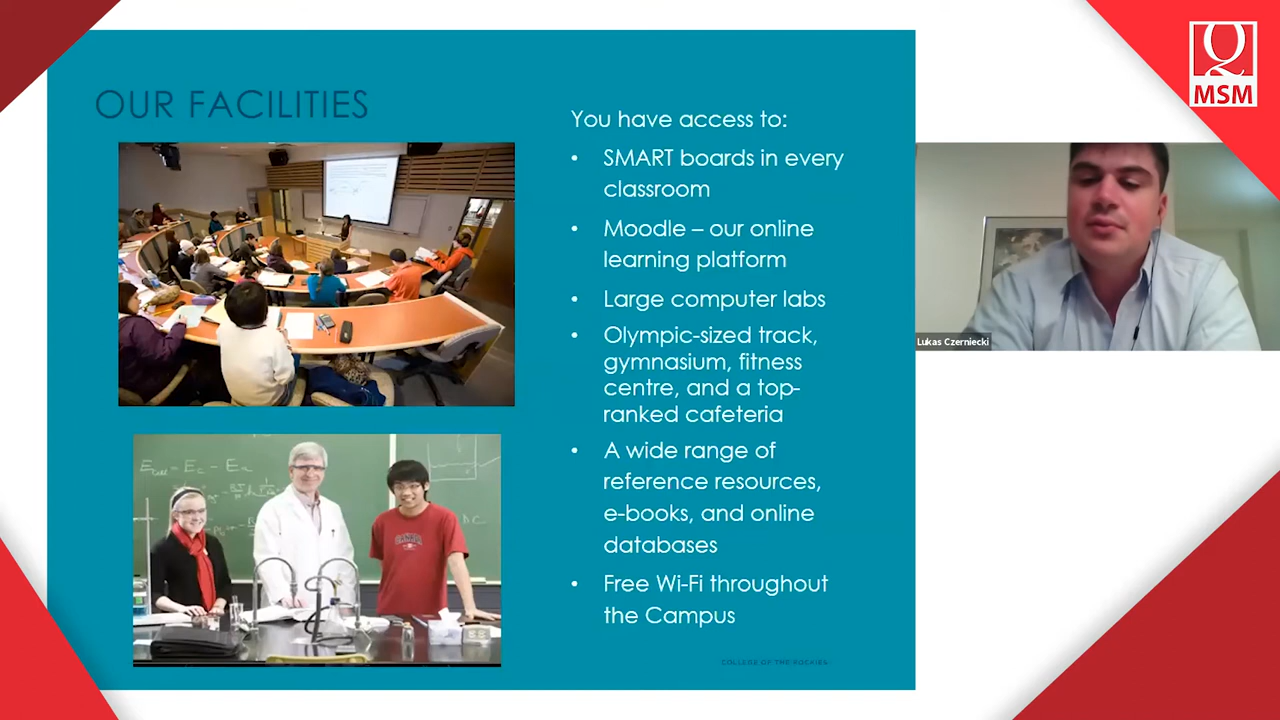 OUR FACILITIES
You have access to:
• SMART boards in every
classroom
• Moodle – our online
learning platform
• Large computer labs
• Olympic-sized track,
gymnasium, fitness
centre, and a top-
ranked cafeteria
• A wide range of
reference resources,
e-books, and online
databases
• Free Wi-Fi throughout
the Campus
COLLEGE OF THE ROCKIES
MSM
Lukas Czerniecki